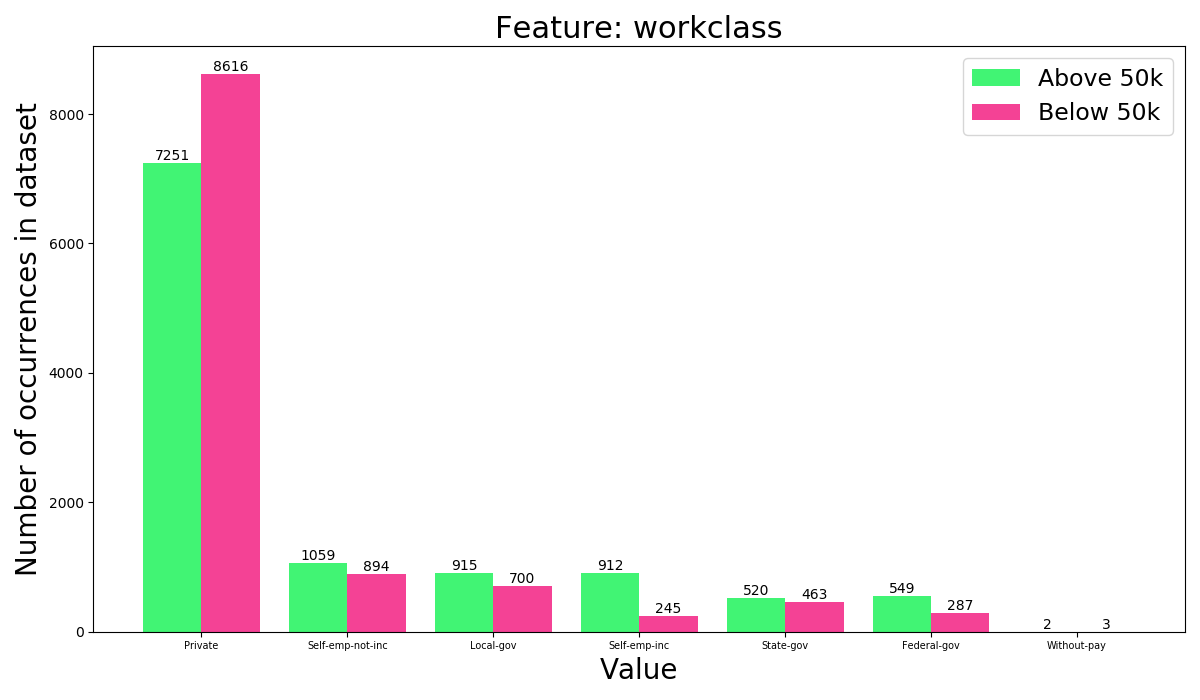 Feature: workclass
Above 50k
Below 50k
Number of occurrences in dataset
8000
6000
4000
2000
0
7251
8616
1059
894
915
700
912
245
520
463
549
287
2
3
Private
Self-emp-not-inc
Local-gov
Self-emp-inc
State-gov
Federal-gov
Without-pay
Value